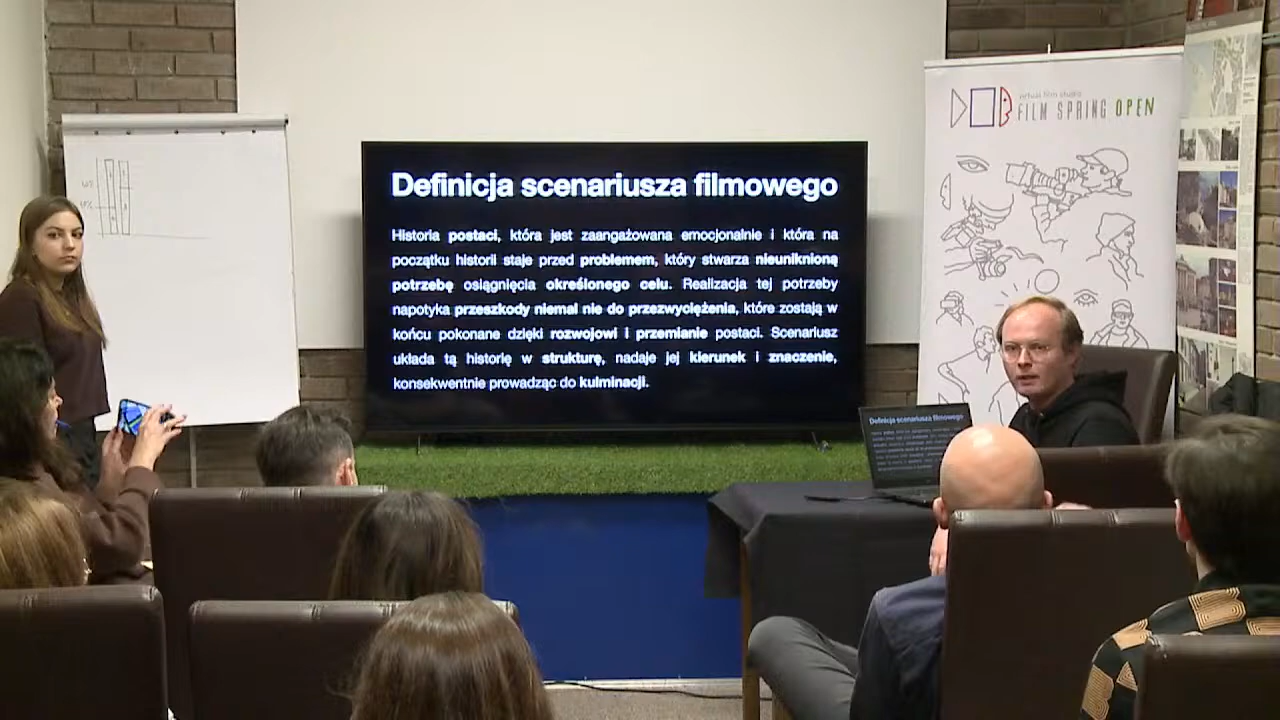 Definicja scenariusza filmowego
Historia postaci, która jest zaangażowana emocjonalnie i która na
początku historii staje przed problemem, który stwarza nieuniknioną
potrzebę osiągnięcia określonego celu. Realizacja tej potrzeby
napotyka przeszkody niemal nie do przezwyciężenia, które zostają w
końcu pokonane dzięki rozwojowi i przemianie postaci. Scenariusz
układa tą historię w strukturę, nadaje jej kierunek i znaczenie,
konsekwentnie prowadząc do kulminacji.
virtual film studio
FILM SPRING OPEN
Definicja scenariusza filmowego